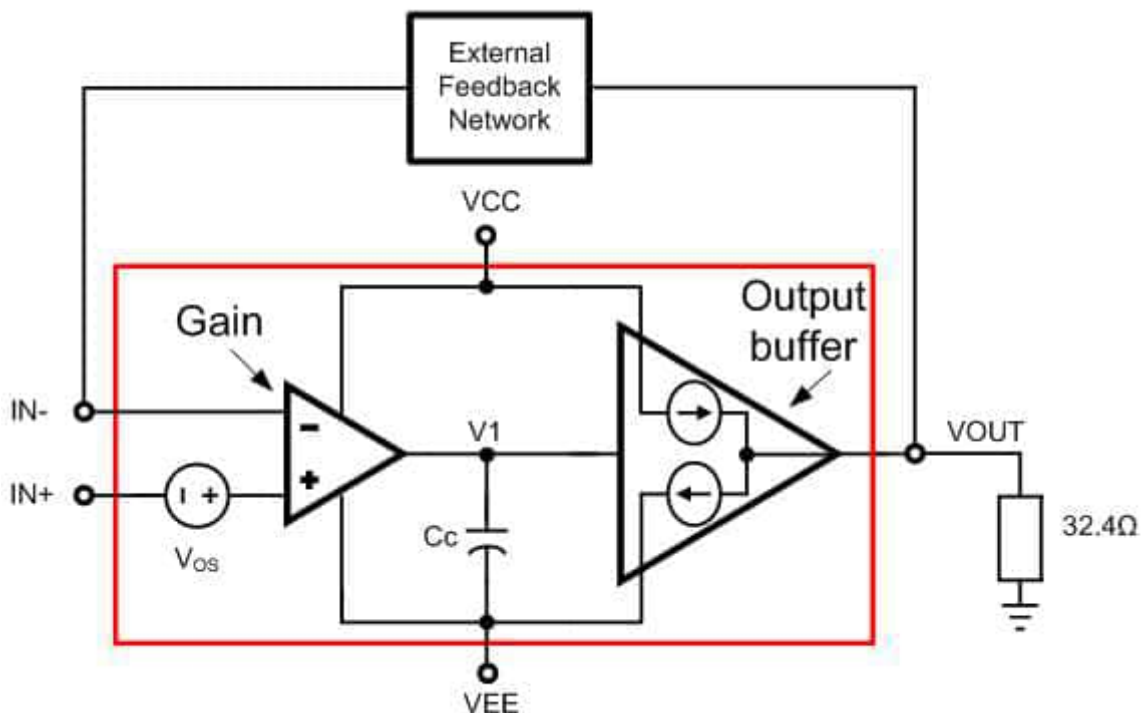 External
Feedback
Network
VCC
Gain
Output
buffer
IN-
-
V1
VOUT
+
IN+
- +
Vos
Cc
32.4Ω
VEE